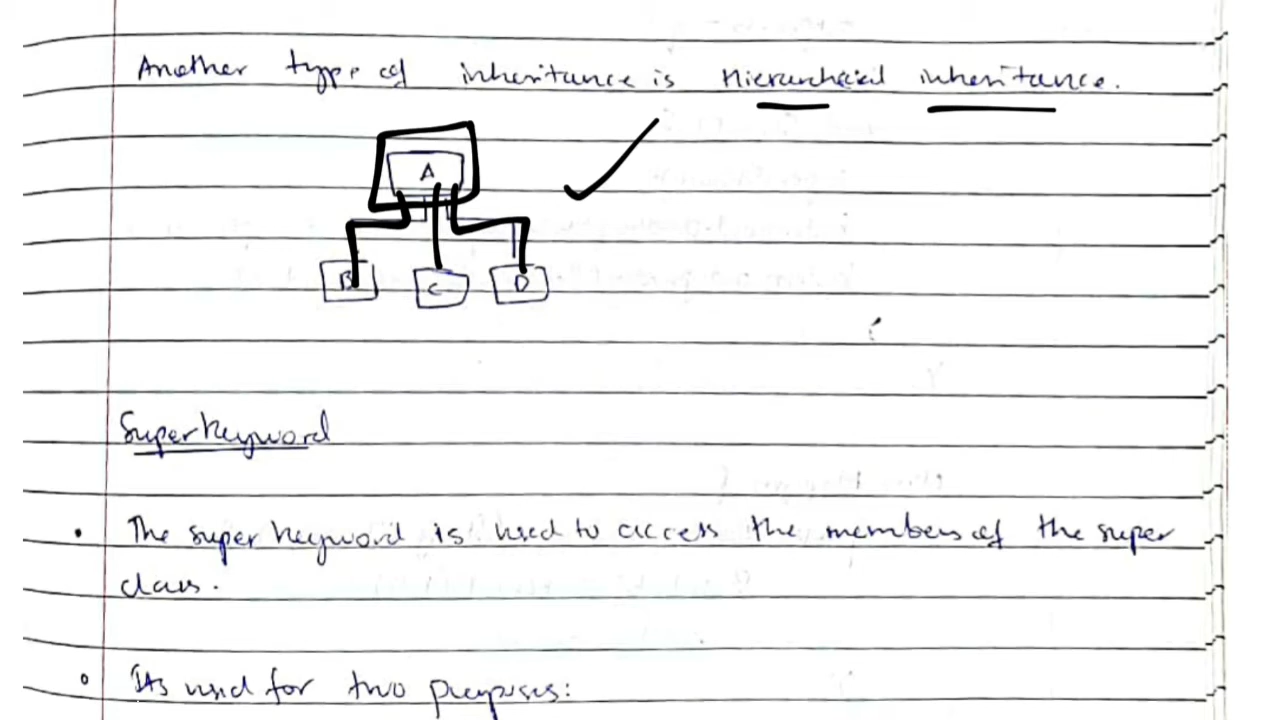 Another type of inheritance is Hierarchical inheritance.
A
B C D
Super keyword
• The super keyword is used to access the members of the super
class.
• Its used for two purposes: